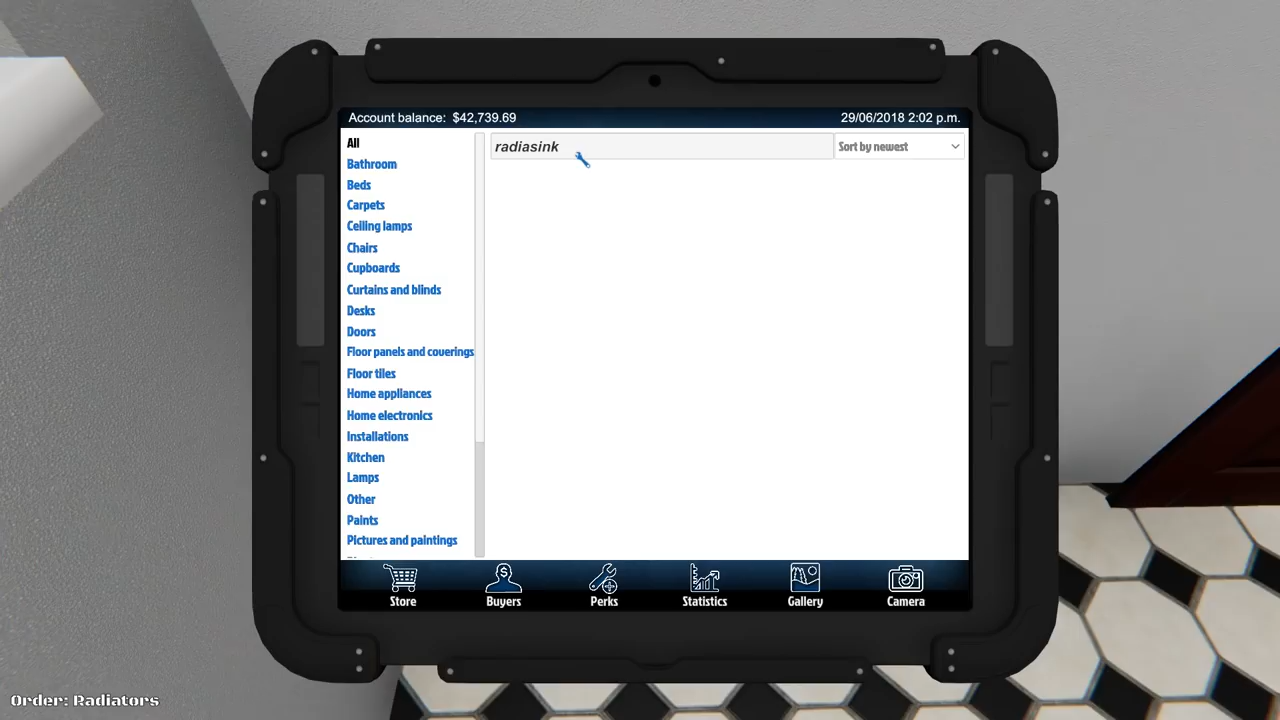 Account balance: $42,739.69
29/06/2018 2:02 p.m.
All
Bathroom
Beds
Carpets
Ceiling lamps
Chairs
Cupboards
Curtains and blinds
Desks
Doors
Floor panels and coverings
Floor tiles
Home appliances
Home electronics
Installations
Kitchen
Lamps
Other
Paints
Pictures and paintings
radiasink
Sort by newest
Store
Buyers
Perks
Statistics
Gallery
Camera
Order: Radiators